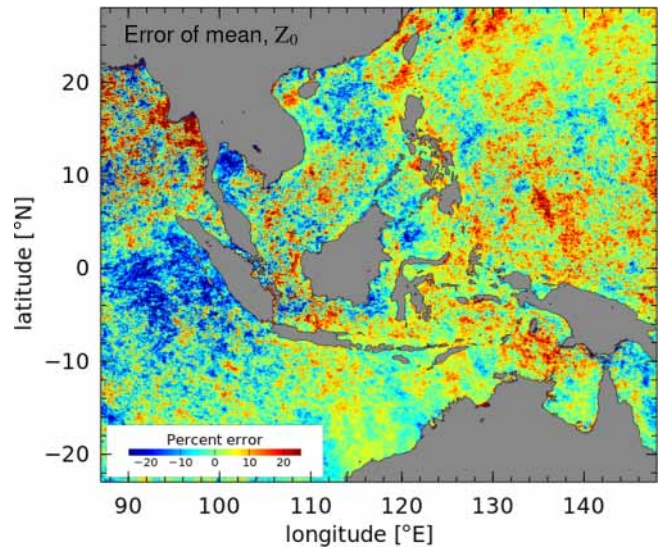 Error of mean, Z₀
20
10
0
−10
−20
latitude [°N]
Percent error
−20 −10 0 10 20
90 100 110 120 130 140
longitude [°E]